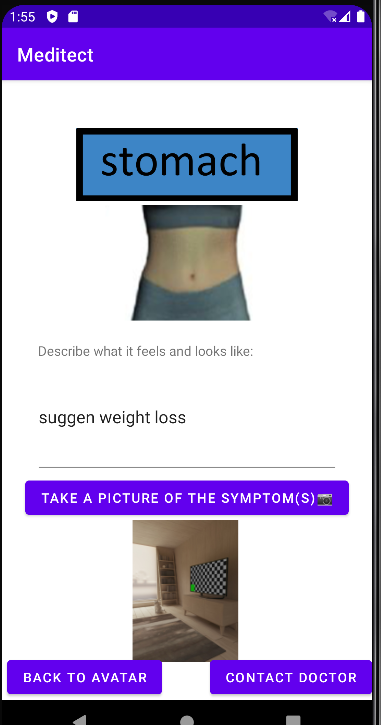 1:55
Meditect
stomach
Describe what it feels and looks like:
suggen weight loss
TAKE A PICTURE OF THE SYMPTOM(S)📷
BACK TO AVATAR
CONTACT DOCTOR